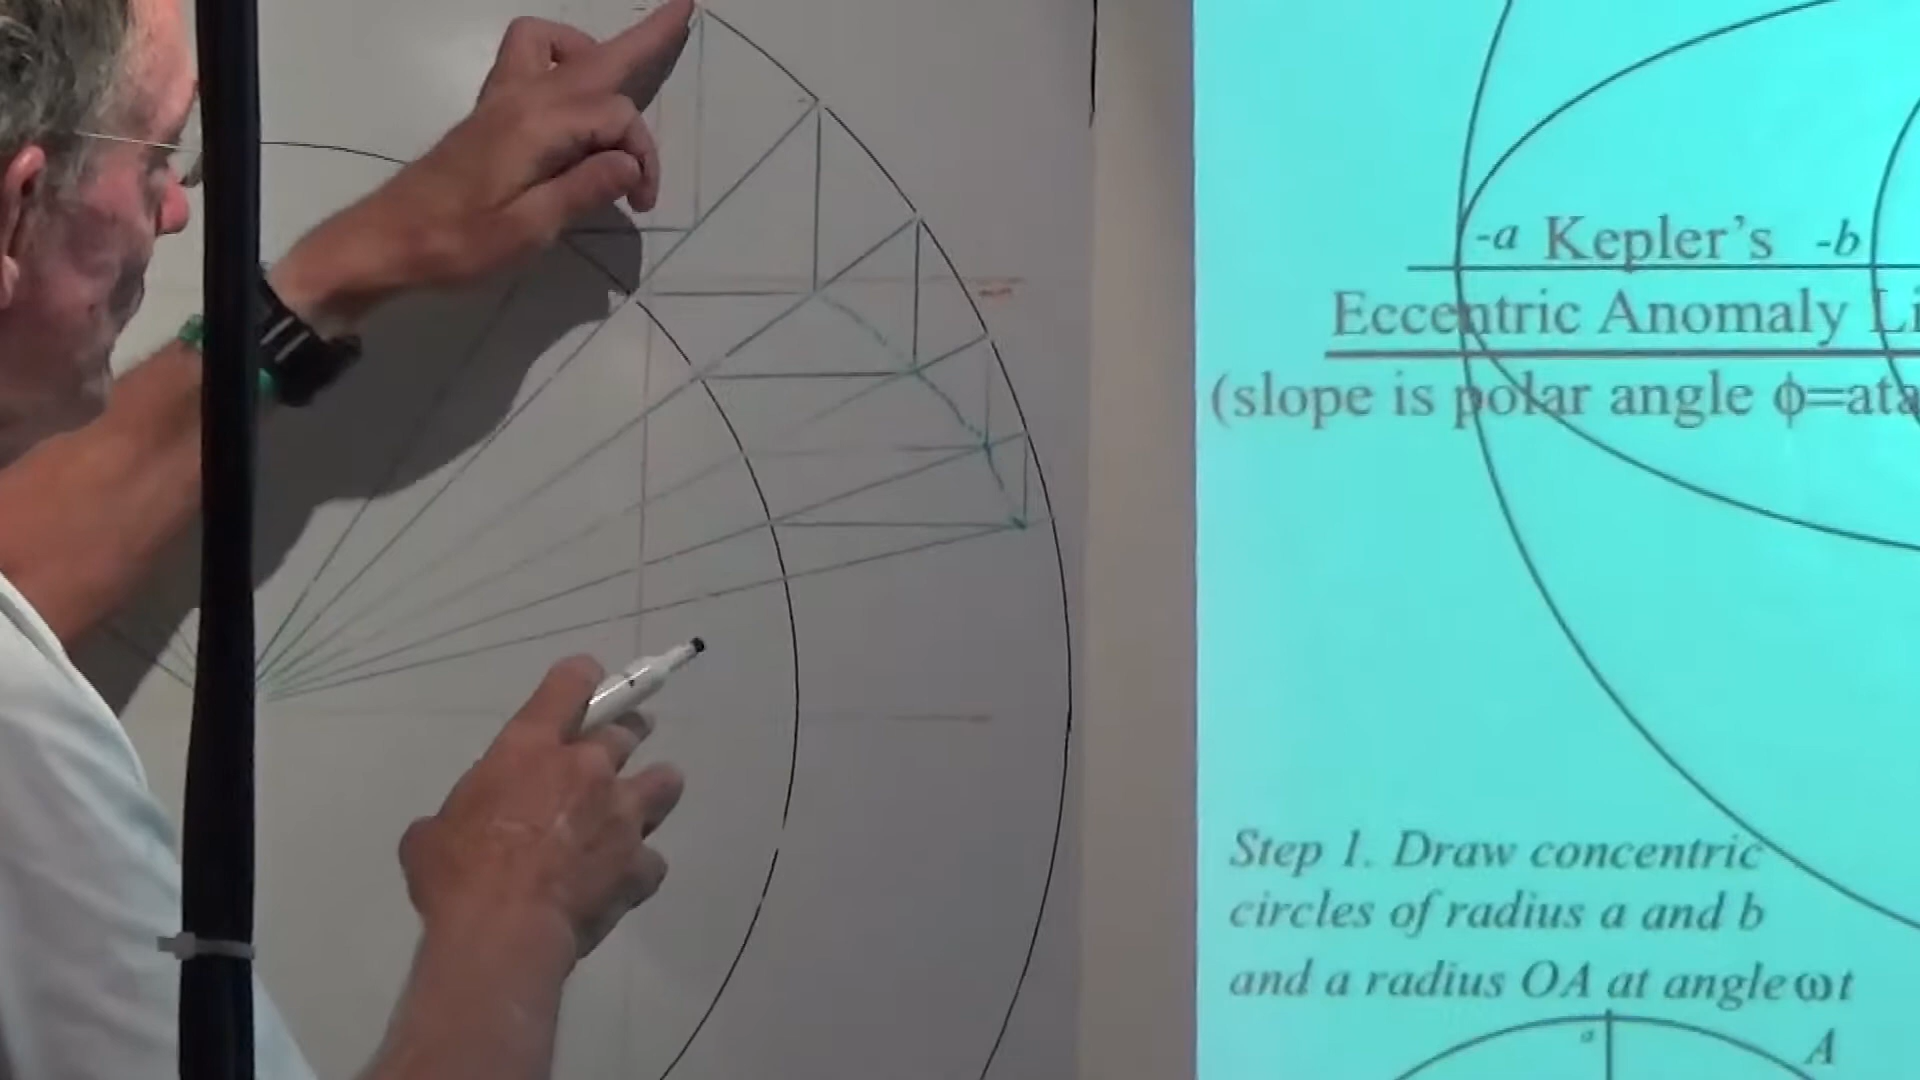 -a Kepler's -b
Eccentric Anomaly
(slope is polar angle ϕ=ata
Step 1. Draw concentric
circles of radius a and b
and a radius OA at angle ωt
a
A